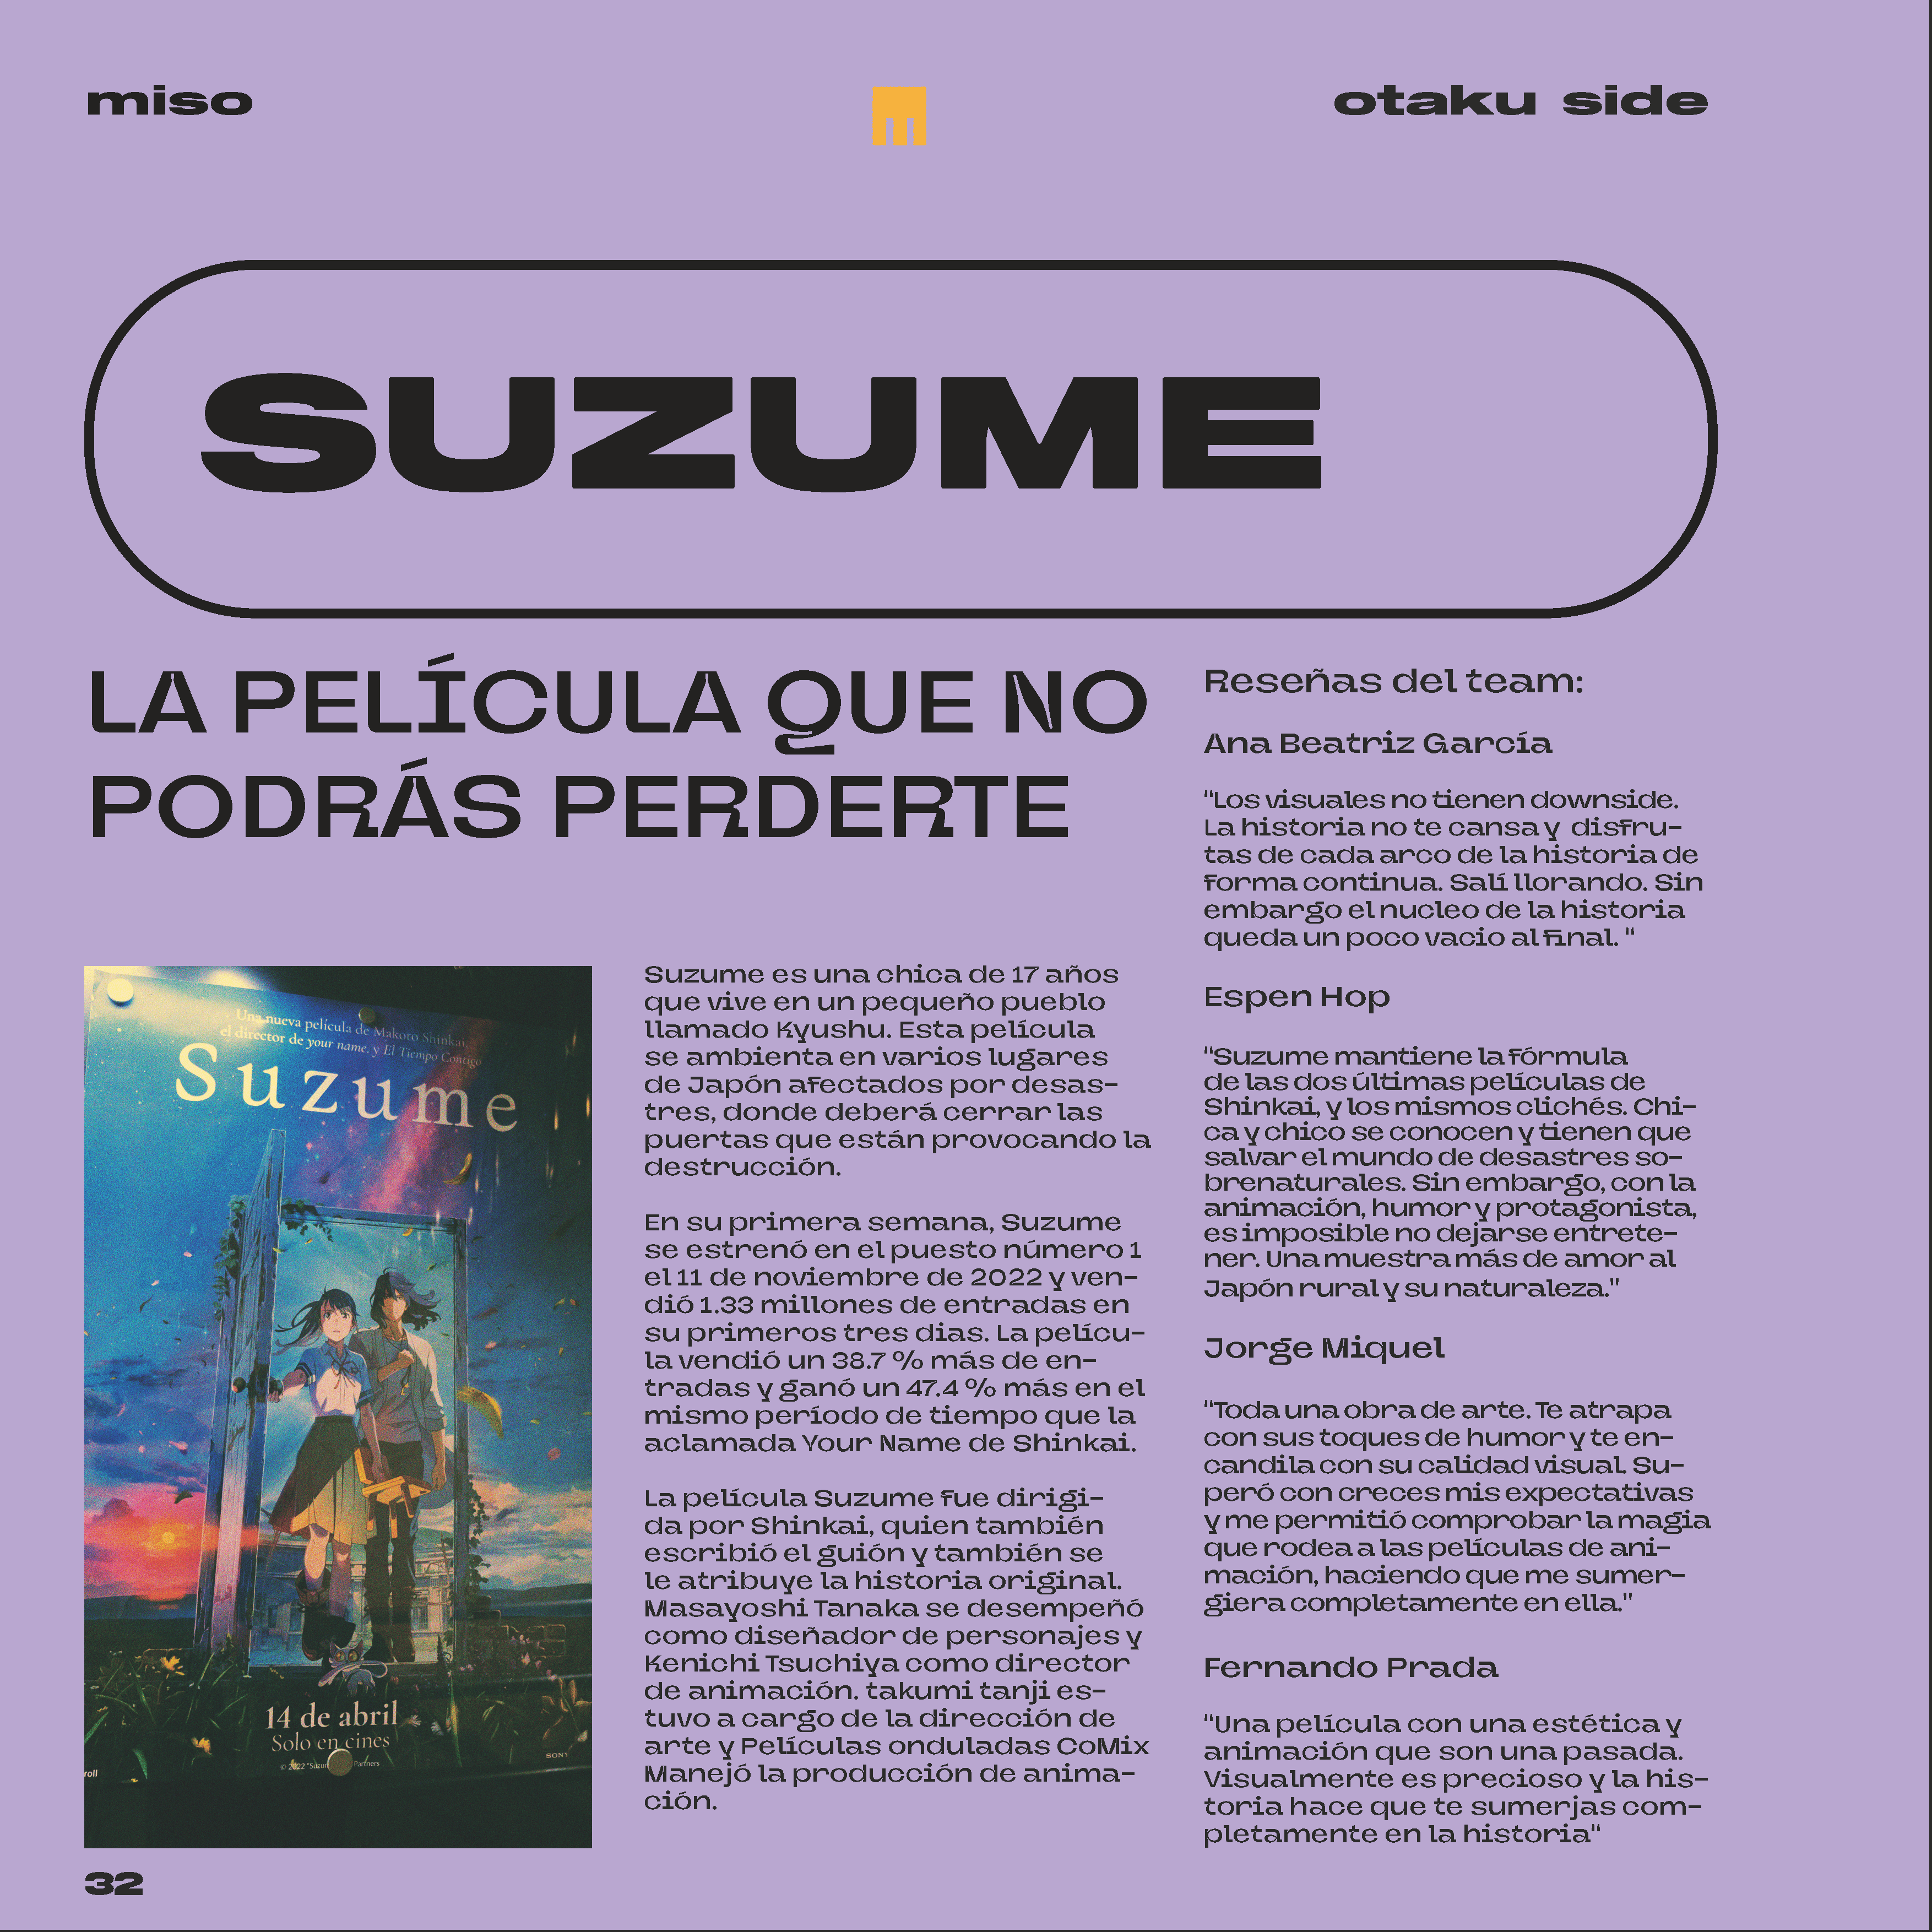 miso
otaku side
SUZUME
LA PELÍCULA QUE NO
PODRÁS PERDERTE
Una nueva película de Makoto Shinkai,
el director de your name. y El Tiempo Contigo
Suzume
14 de abril
Solo en cines
© 2022 "Suzume Partners
SONY
roll
Suzume es una chica de 17 años
que vive en un pequeño pueblo
llamado Kyushu. Esta película
se ambienta en varios lugares
de Japón afectados por desas-
tres, donde deberá cerrar las
puertas que están provocando la
destrucción.
En su primera semana, Suzume
se estrenó en el puesto número 1
el 11 de noviembre de 2022 y ven-
dió 1.33 millones de entradas en
su primeros tres dias. La pelícu-
la vendió un 38.7 % más de en-
tradas y ganó un 47.4 % más en el
mismo período de tiempo que la
aclamada Your Name de Shinkai.
La película Suzume fue dirigi-
da por Shinkai, quien también
escribió el guión y también se
le atribuye la historia original.
Masayoshi Tanaka se desempeñó
como diseñador de personajes y
Kenichi Tsuchiya como director
de animación. takumi tanji es-
tuvo a cargo de la dirección de
arte y Películas onduladas CoMix
Manejó la producción de anima-
ción.
Reseñas del team:
Ana Beatriz García
"Los visuales no tienen downside.
La historia no te cansa y disfru-
tas de cada arco de la historia de
forma continua. Salí llorando. Sin
embargo el nucleo de la historia
queda un poco vacio al final. "
Espen Hop
"Suzume mantiene la fórmula
de las dos últimas películas de
Shinkai, y los mismos clichés. Chi-
ca y chico se conocen y tienen que
salvar el mundo de desastres so-
brenaturales. Sin embargo, con la
animación, humor y protagonista,
es imposible no dejarse entrete-
ner. Una muestra más de amor al
Japón rural y su naturaleza."
Jorge Miquel
"Toda una obra de arte. Te atrapa
con sus toques de humor y te en-
candila con su calidad visual. Su-
peró con creces mis expectativas
y me permitió comprobar la magia
que rodea a las películas de ani-
mación, haciendo que me sumer-
giera completamente en ella."
Fernando Prada
"Una película con una estética y
animación que son una pasada.
Visualmente es precioso y la his-
toria hace que te sumerjas com-
pletamente en la historia"
32